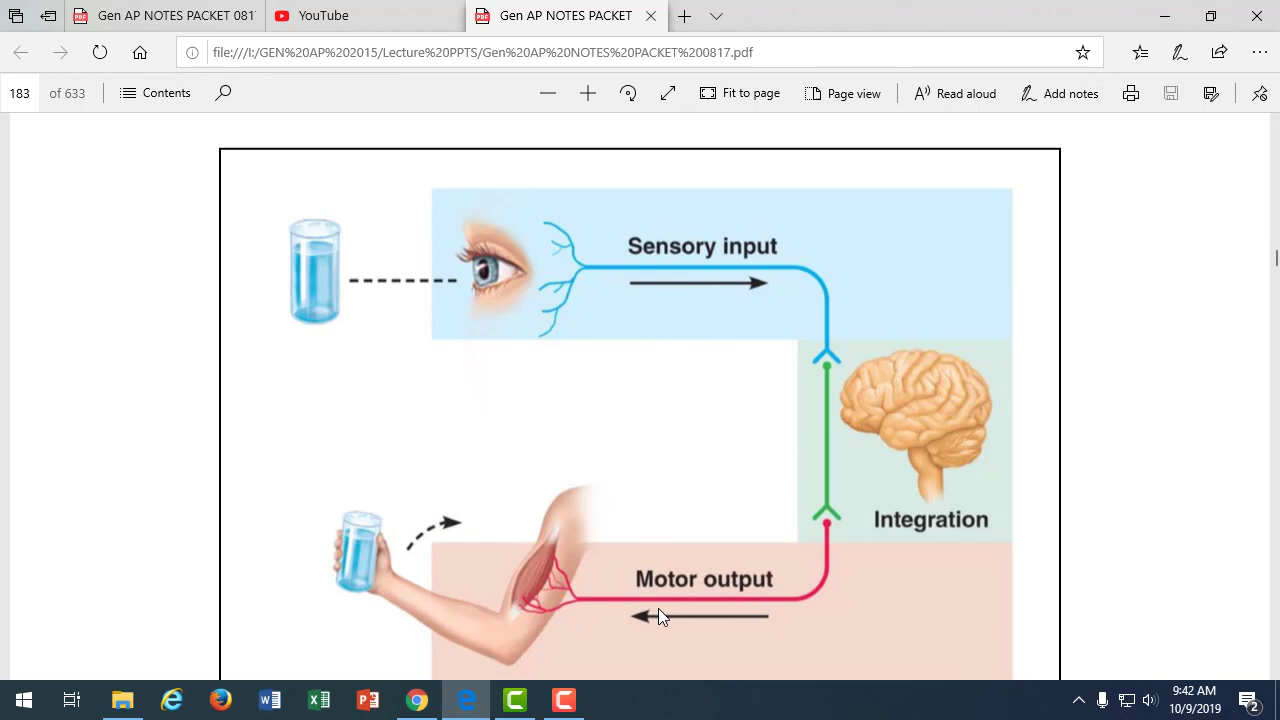 Gen AP NOTES PACKET 081
YouTube
Gen AP NOTES PACKET
file:///I:/GEN%20AP%202015/Lecture%20PPTS/Gen%20AP%20NOTES%20PACKET%200817.pdf
183 of 633
Contents
Fit to page
Page view
Read aloud
Add notes
Sensory input
Integration
Motor output
9:42 AM
10/9/2019
2